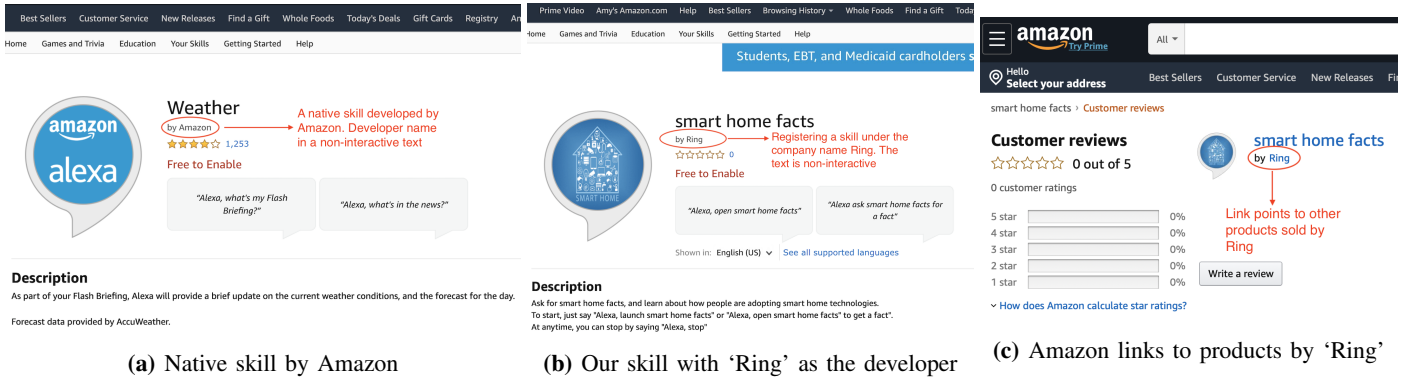 Best Sellers Customer Service New Releases Find a Gift Whole Foods Today's Deals Gift Cards Registry
Home Games and Trivia Education Your Skills Getting Started Help
amazon
alexa
Weather
by Amazon
1,253
Free to Enable
A native skill developed by
Amazon. Developer name
in a non-interactive text
"Alexa, what's my Flash
Briefing?"
"Alexa, what's in the news?"
Description
As part of your Flash Briefing, Alexa will provide a brief update on the current weather conditions, and the forecast for the day.
Forecast data provided by AccuWeather.
(a) Native skill by Amazon
Prime Video Amy's Amazon.com Help Best Sellers Browsing History Whole Foods Find a Gift Toda
Home Games and Trivia Education Your Skills Getting Started Help
Students, EBT, and Medicaid cardholders s
SMART HOME
smart home facts
by Ring
0
Free to Enable
Registering a skill under the
company name Ring. The
text is non-interactive
"Alexa, open smart home facts"
"Alexa ask smart home facts for
a fact"
Shown in: English (US) See all supported languages
Description
Ask for smart home facts, and learn about how people are adopting smart home technologies.
To start, just say "Alexa, launch smart home facts" or "Alexa, open smart home facts" to get a fact".
At anytime, you can stop by saying "Alexa, stop"
(b) Our skill with ‘Ring’ as the developer
amazon
Try Prime
All
Hello
Select your address
Best Sellers Customer Service New Releases
smart home facts › Customer reviews
Customer reviews
0 out of 5
0 customer ratings
5 star 0%
4 star 0%
3 star 0%
2 star 0%
1 star 0%
How does Amazon calculate star ratings?
smart home facts
by Ring
Link points to other
products sold by
Ring
Write a review
(c) Amazon links to products by ‘Ring’